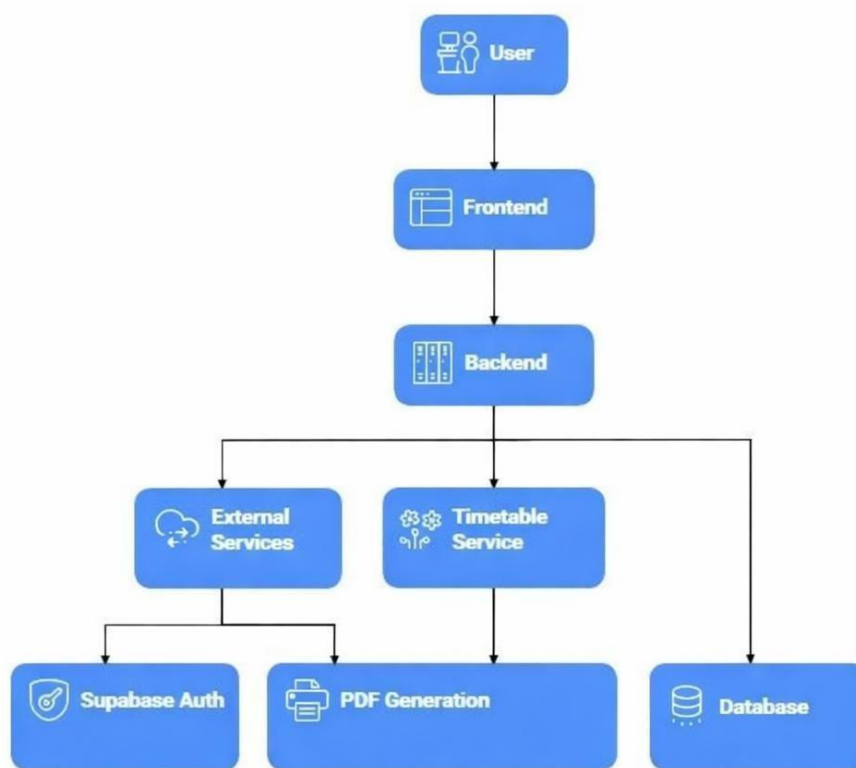 User
Frontend
Backend
External
Services
Timetable
Service
Supabase Auth
PDF Generation
Database